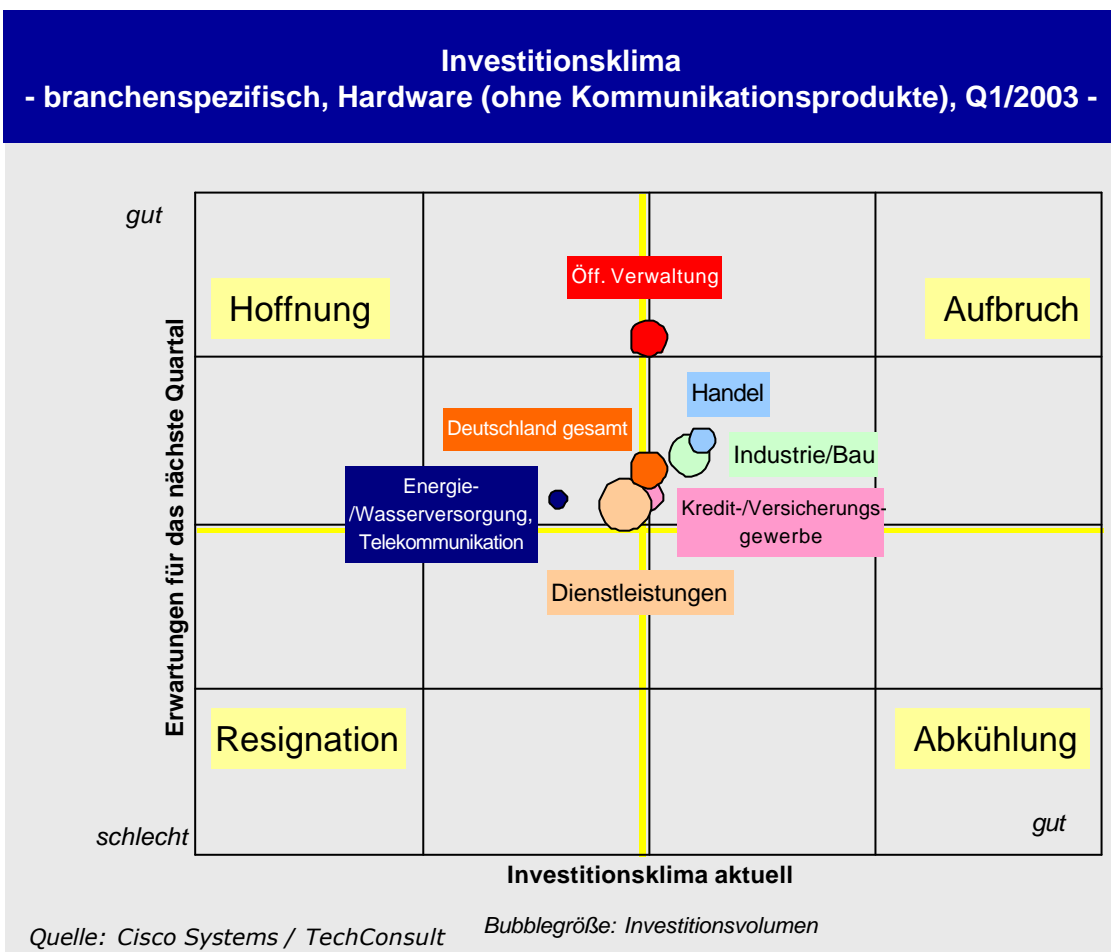 Investitionsklima
- branchenspezifisch, Hardware (ohne Kommunikationsprodukte), Q1/2003 -
gut
Erwartungen für das nächste Quartal
Hoffnung
Öff. Verwaltung
Aufbruch
Handel
Deutschland gesamt
Industrie/Bau
Energie-
/Wasserversorgung,
Telekommunikation
Kredit-/Versicherungs-
gewerbe
Dienstleistungen
Resignation
Abkühlung
schlecht
gut
Investitionsklima aktuell
Quelle: Cisco Systems / TechConsult
Bubblegröße: Investitionsvolumen